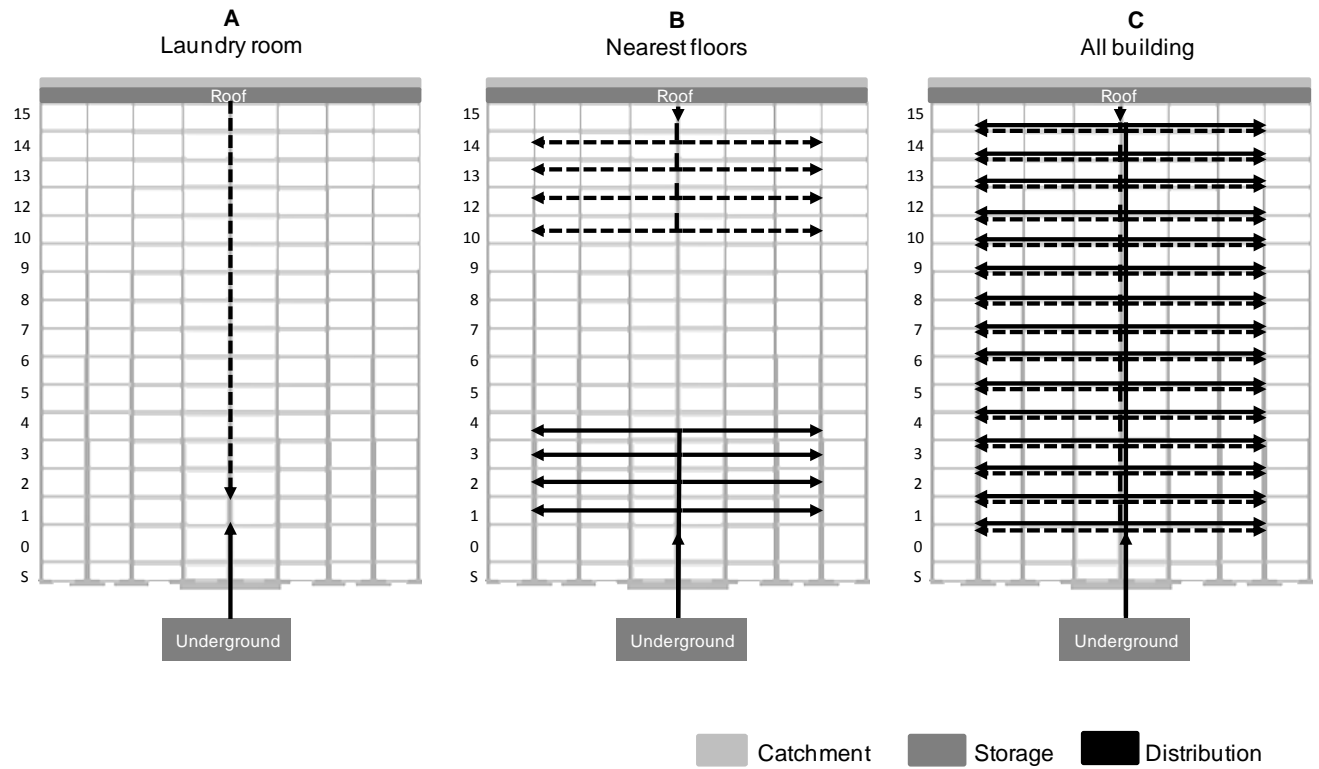 A
Laundry room
Roof
15
14
13
12
10
9
8
7
6
5
4
3
2
1
0
S
Underground
B
Nearest floors
Roof
15
14
13
12
10
9
8
7
6
5
4
3
2
1
0
S
Underground
C
All building
Roof
15
14
13
12
10
9
8
7
6
5
4
3
2
1
0
S
Underground
Catchment
Storage
Distribution